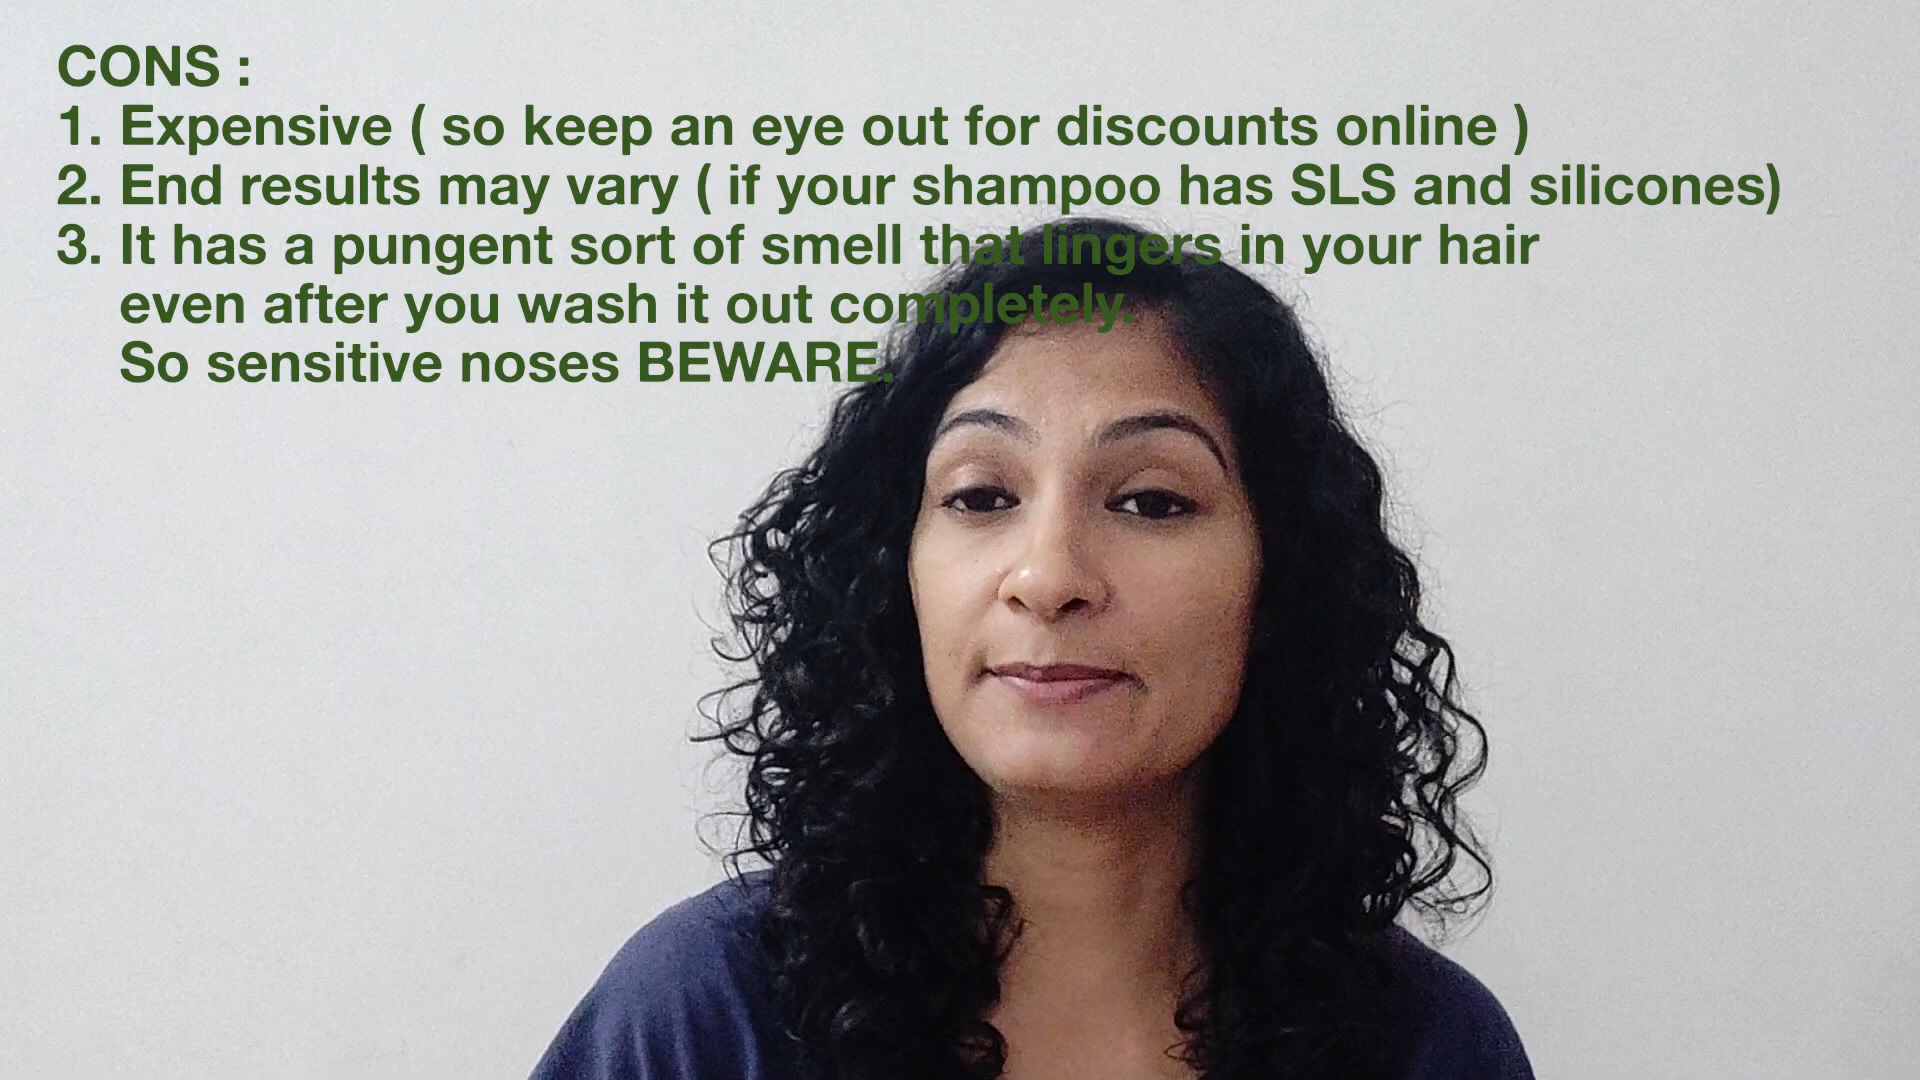 CONS :
1. Expensive ( so keep an eye out for discounts online )
2. End results may vary ( if your shampoo has SLS and silicones)
3. It has a pungent sort of smell that lingers in your hair
even after you wash it out completely.
So sensitive noses BEWARE.